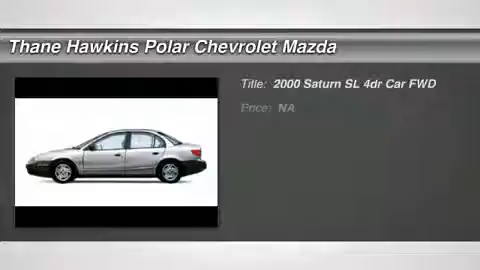 Thane Hawkins Polar Chevrolet Mazda
Title: 2000 Saturn SL 4dr Car FWD
Price: NA